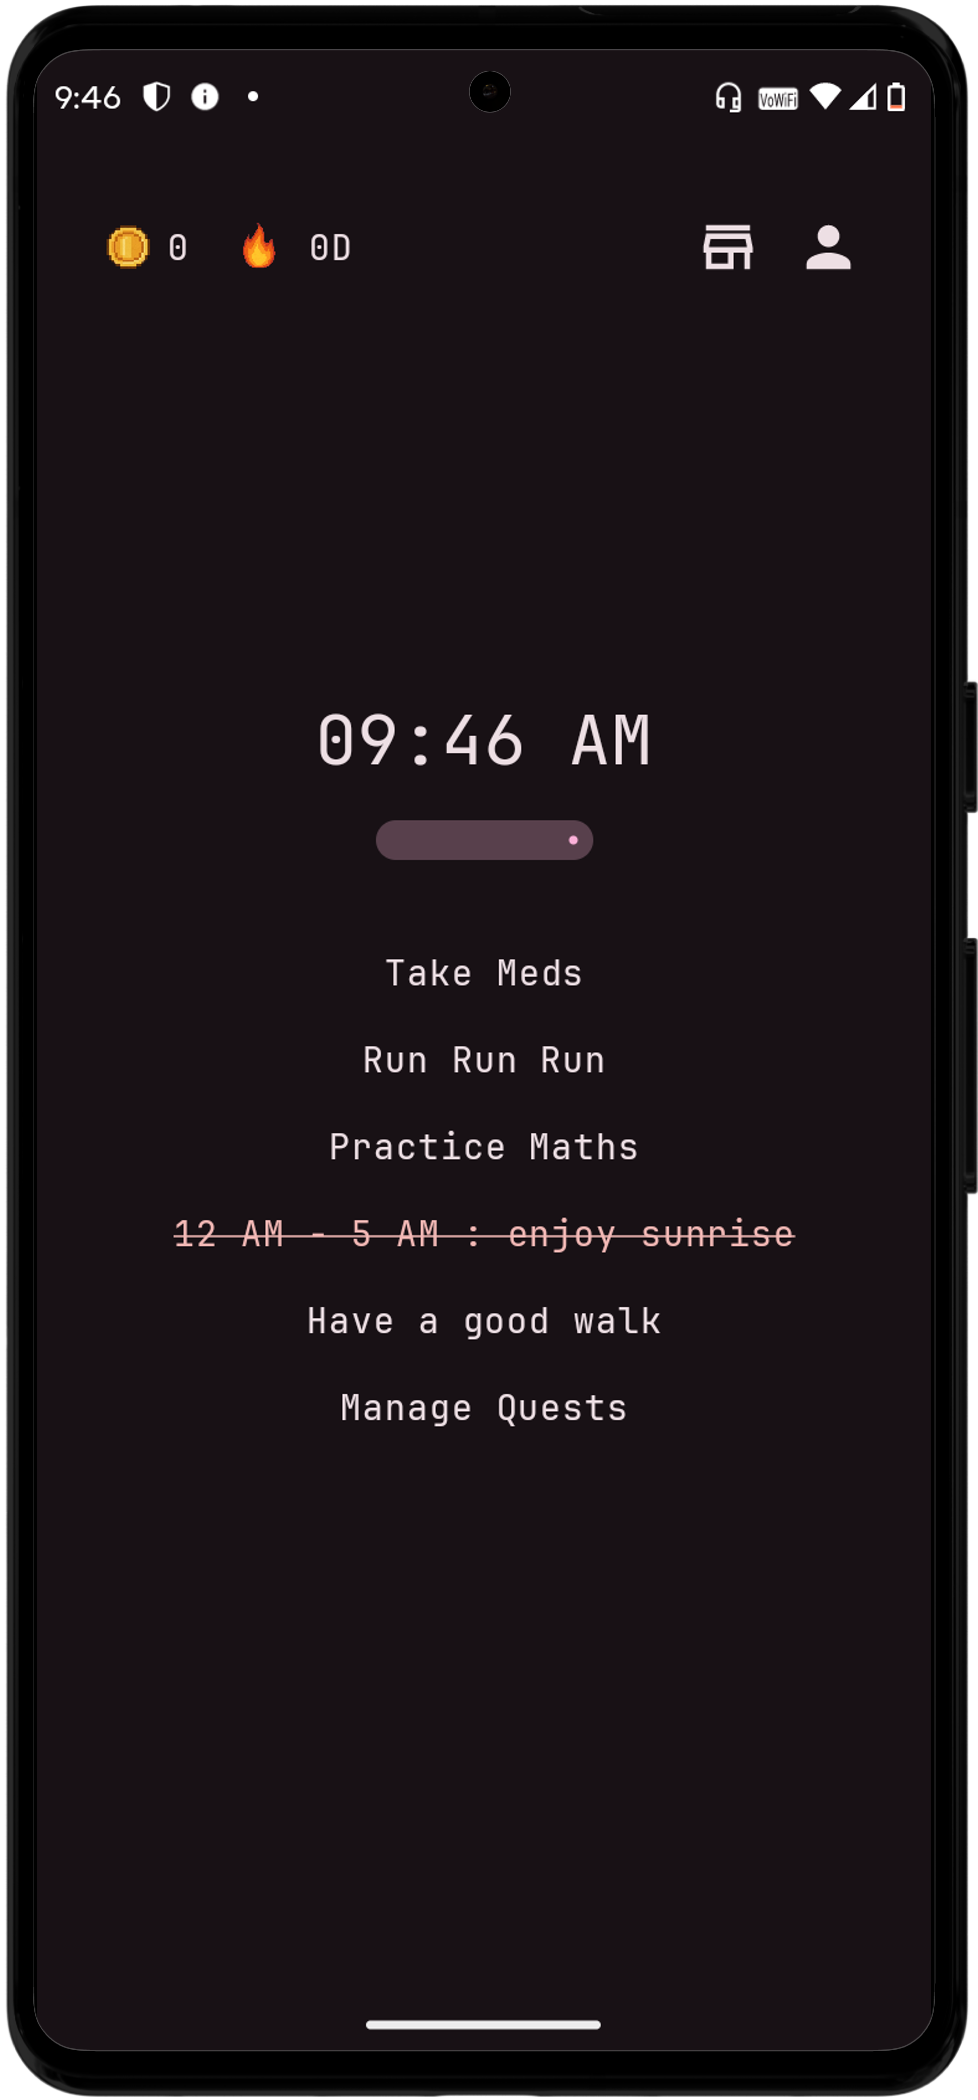 9:46 VoWiFi
0 0D
09:46 AM
Take Meds
Run Run Run
Practice Maths
12 AM - 5 AM : enjoy sunrise
Have a good walk
Manage Quests